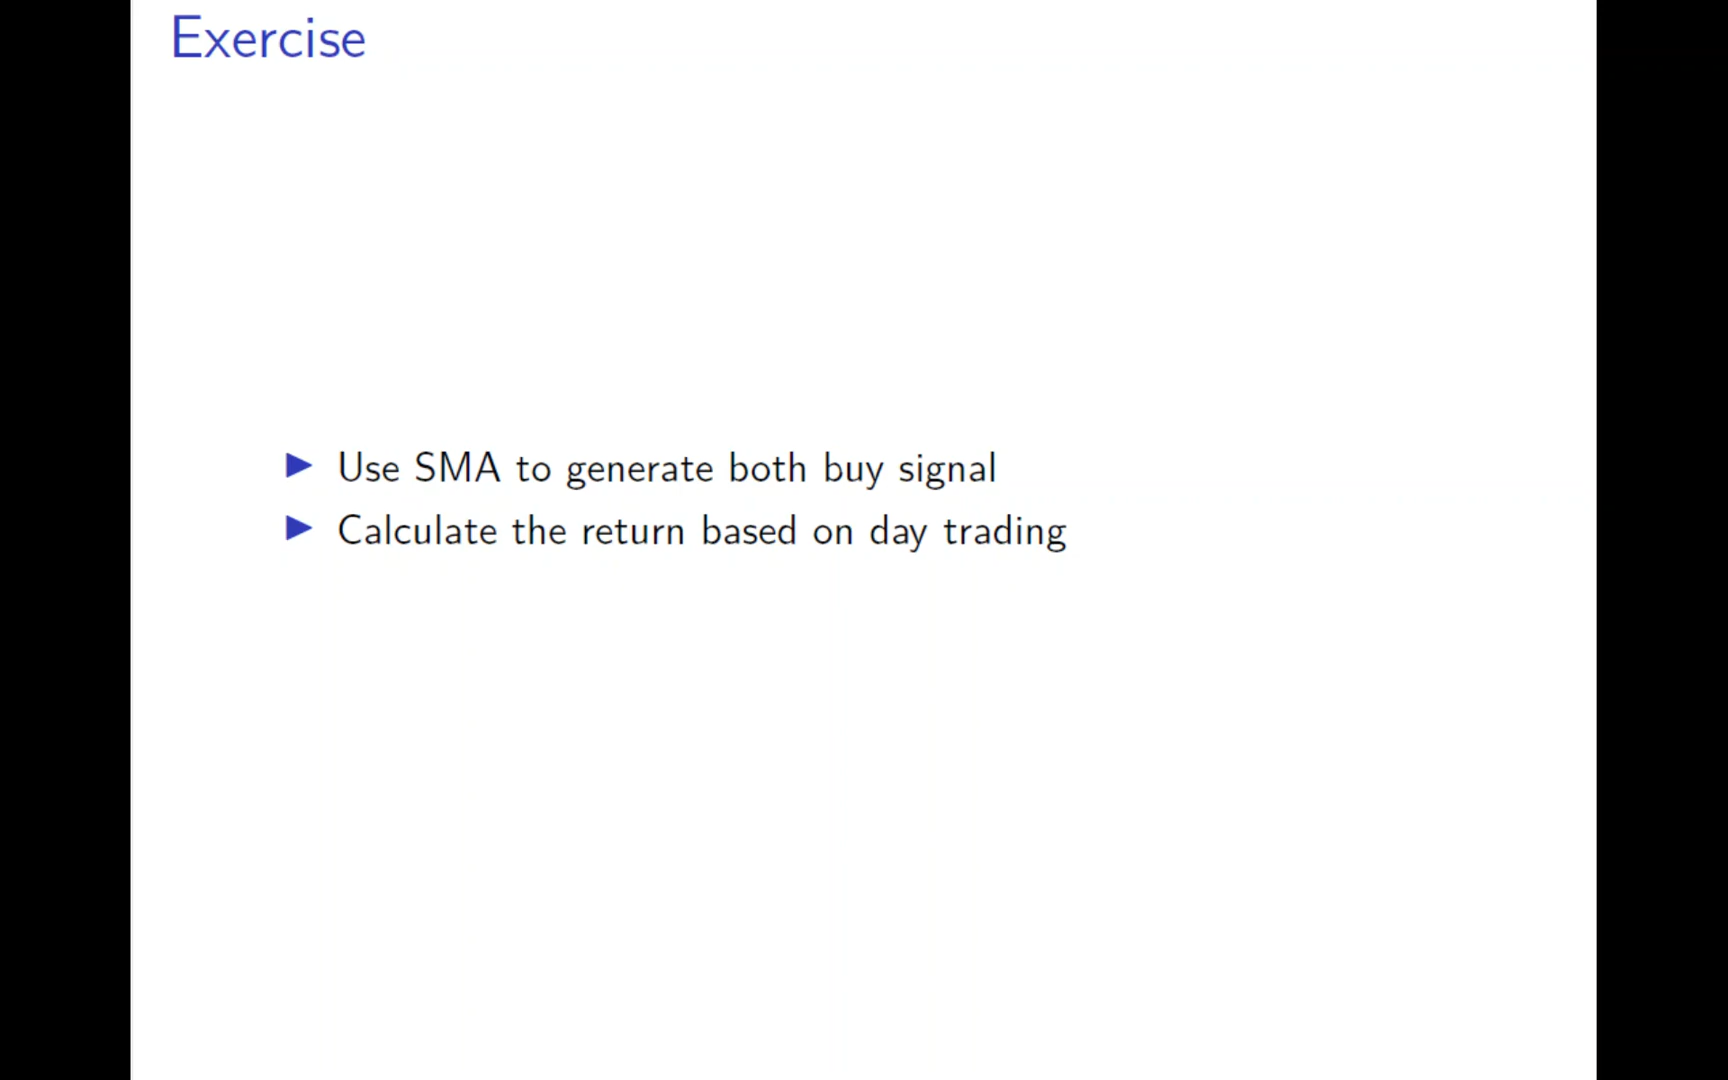 Exercise
Use SMA to generate both buy signal
Calculate the return based on day trading